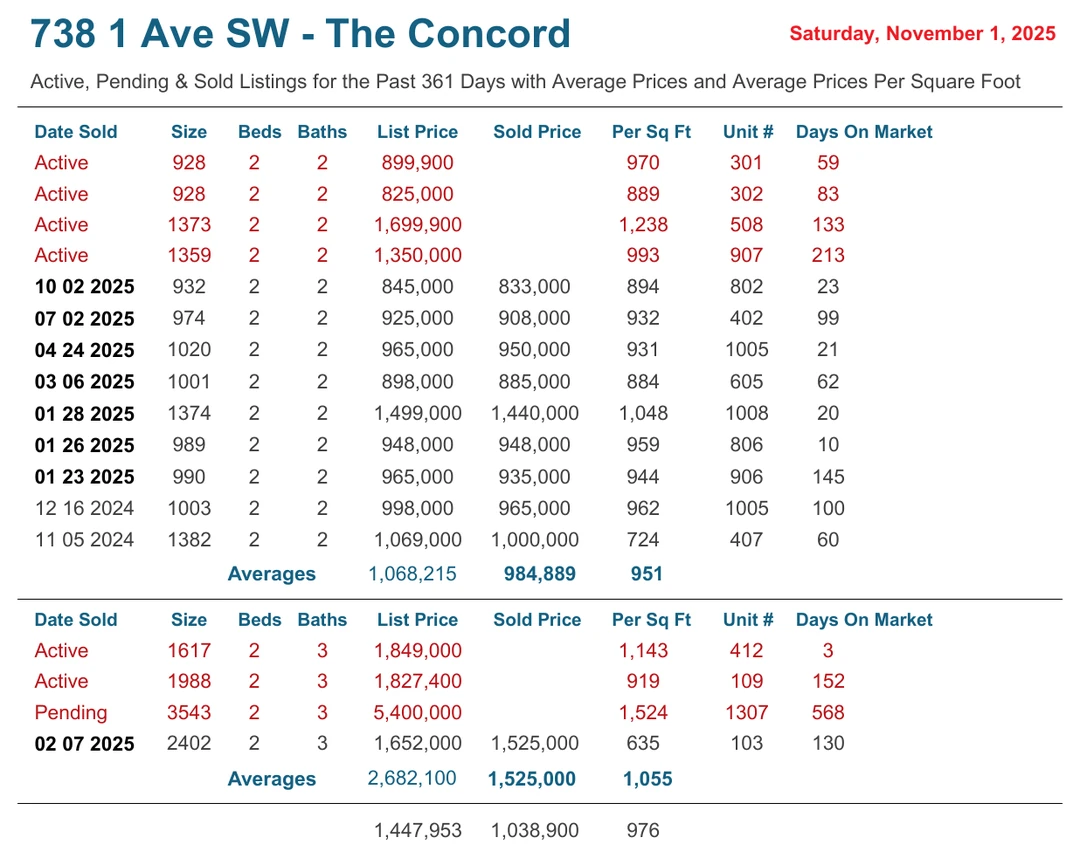 738 1 Ave SW - The Concord Saturday, November 1, 2025
Active, Pending & Sold Listings for the Past 361 Days with Average Prices and Average Prices Per Square Foot
Date Sold Size Beds Baths List Price Sold Price Per Sq Ft Unit # Days On Market
Active 928 2 2 899,900 970 301 59
Active 928 2 2 825,000 889 302 83
Active 1373 2 2 1,699,900 1,238 508 133
Active 1359 2 2 1,350,000 993 907 213
10 02 2025 932 2 2 845,000 833,000 894 802 23
07 02 2025 974 2 2 925,000 908,000 932 402 99
04 24 2025 1020 2 2 965,000 950,000 931 1005 21
03 06 2025 1001 2 2 898,000 885,000 884 605 62
01 28 2025 1374 2 2 1,499,000 1,440,000 1,048 1008 20
01 26 2025 989 2 2 948,000 948,000 959 806 10
01 23 2025 990 2 2 965,000 935,000 944 906 145
12 16 2024 1003 2 2 998,000 965,000 962 1005 100
11 05 2024 1382 2 2 1,069,000 1,000,000 724 407 60
Averages 1,068,215 984,889 951
Date Sold Size Beds Baths List Price Sold Price Per Sq Ft Unit # Days On Market
Active 1617 2 3 1,849,000 1,143 412 3
Active 1988 2 3 1,827,400 919 109 152
Pending 3543 2 3 5,400,000 1,524 1307 568
02 07 2025 2402 2 3 1,652,000 1,525,000 635 103 130
Averages 2,682,100 1,525,000 1,055
1,447,953 1,038,900 976